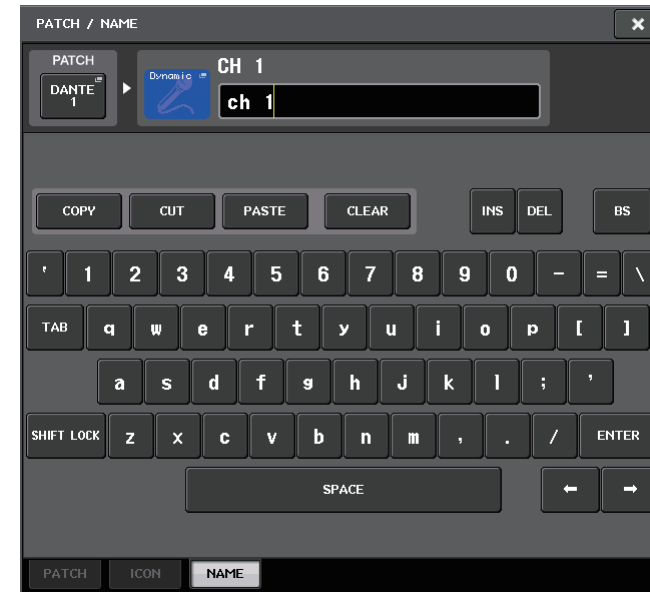 PATCH / NAME
PATCH
DANTE
1
Dynamic
CH 1
ch 1
COPY CUT PASTE CLEAR INS DEL BS
' 1 2 3 4 5 6 7 8 9 0 - = \
TAB q w e r t y u i o p [ ]
a s d f g h j k l ; '
SHIFT LOCK z x c v b n m , . / ENTER
SPACE ← →
PATCH ICON NAME